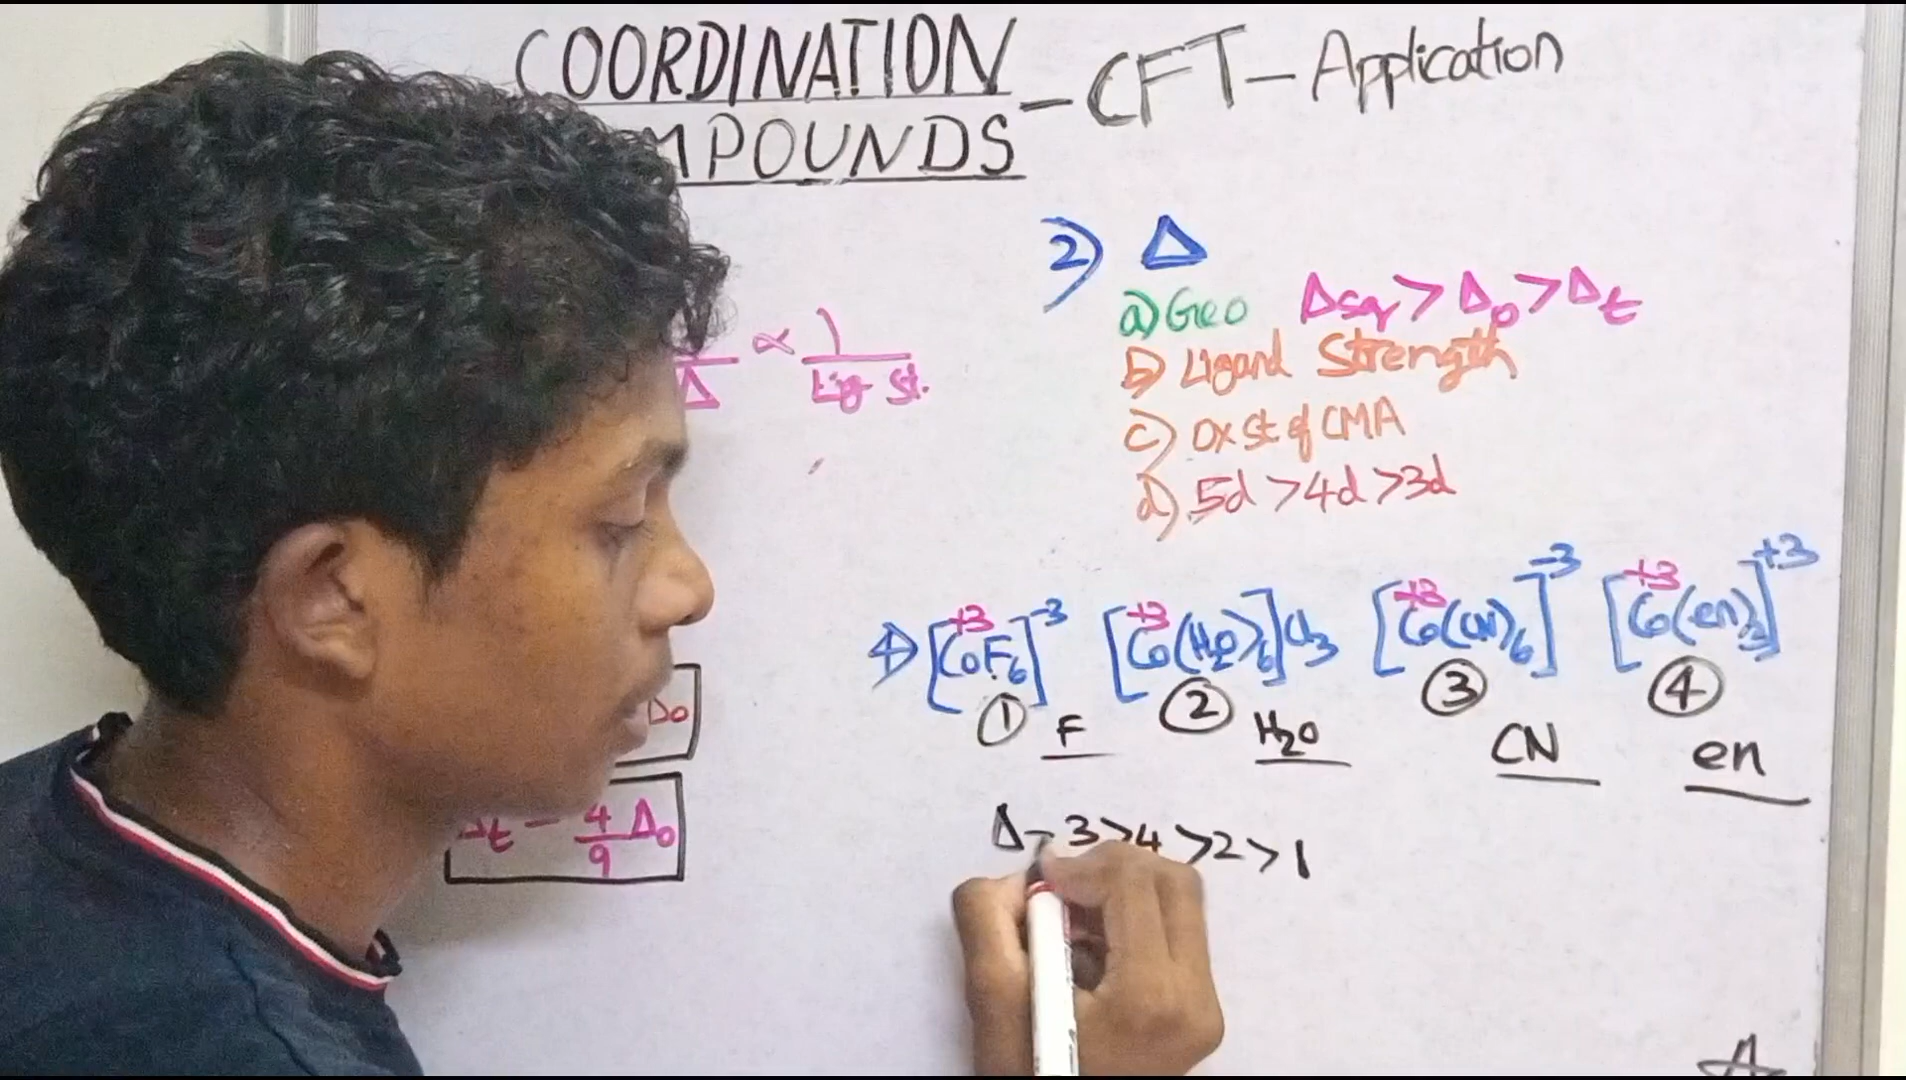 COORDINATION - CFT - Application
MPOUNDS
2) Δ
a) Geo Δsq > Δo > Δt
b) Ligand Strength
c) Ox st of CMA
d) 5d > 4d > 3d
Δ ∝ 1
Lig St.
+3 -3 +3 +3 -3 +3 +3
4) [CoF6] [Co(H2O)6]Cl3 [Co(CN)6] [Co(en)3]
① ② ③ ④
F H2O CN en
Δo
Δt = 4/9 Δo
Δ - 3 > 4 > 2 > 1